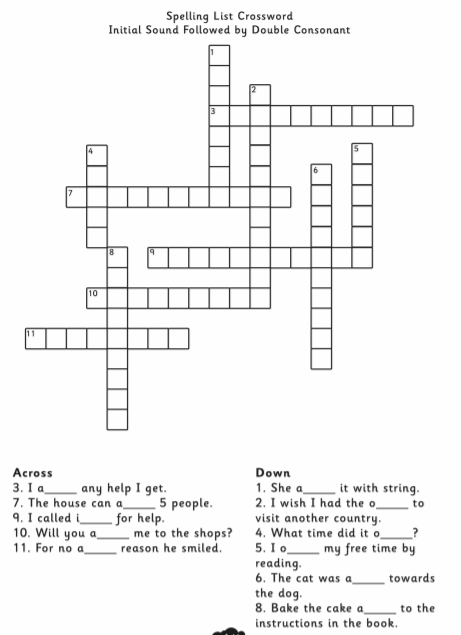 Spelling List Crossword
Initial Sound Followed by Double Consonant
1
2
3
4
5
6
7
8
9
10
11
Across
3. I a_____ any help I get.
7. The house can a_____ 5 people.
9. I called i_____ for help.
10. Will you a_____ me to the shops?
11. For no a_____ reason he smiled.
Down
1. She a_____ it with string.
2. I wish I had the o_____ to
visit another country.
4. What time did it o_____?
5. I o_____ my free time by
reading.
6. The cat was a_____ towards
the dog.
8. Bake the cake a_____ to the
instructions in the book.